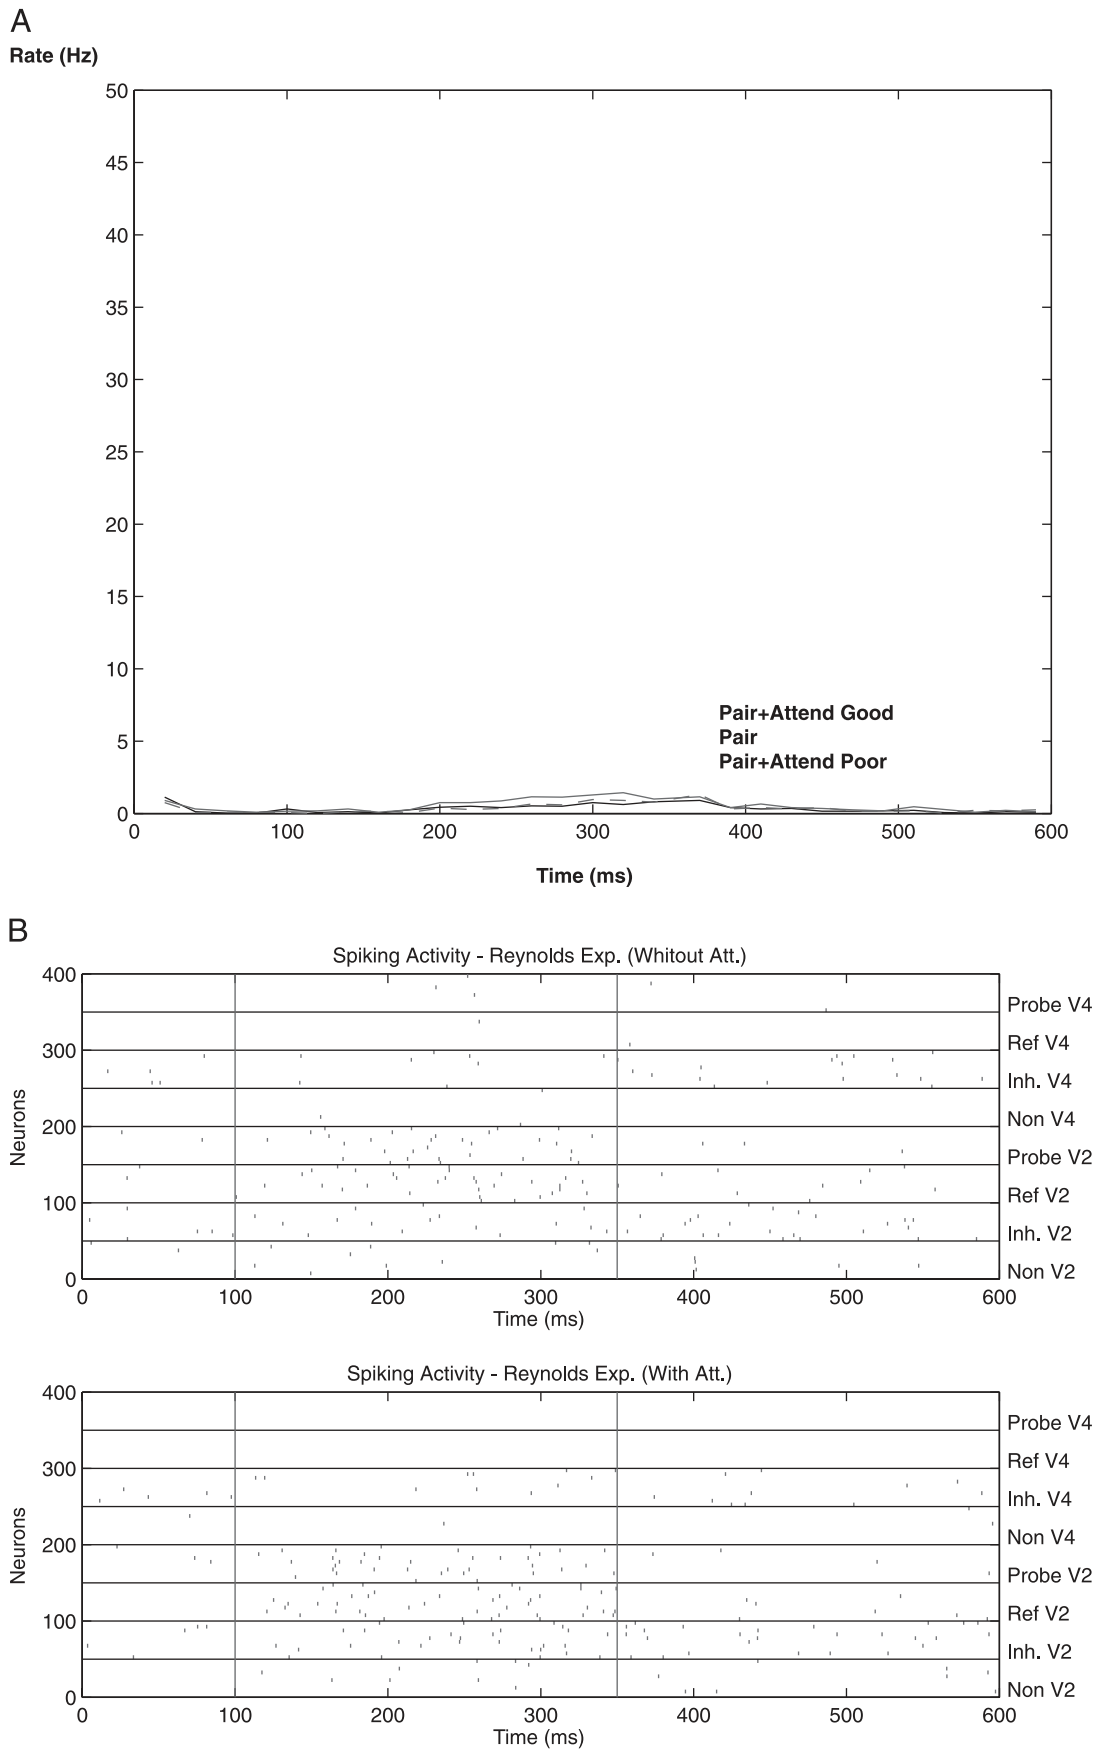 A
Rate (Hz)
50
45
40
35
30
25
20
15
10
5
0
Pair+Attend Good
Pair
Pair+Attend Poor
0 100 200 300 400 500 600
Time (ms)
B
Spiking Activity - Reynolds Exp. (Whitout Att.)
400
300
200
100
0
Neurons
Probe V4
Ref V4
Inh. V4
Non V4
Probe V2
Ref V2
Inh. V2
Non V2
0 100 200 300 400 500 600
Time (ms)
Spiking Activity - Reynolds Exp. (With Att.)
400
300
200
100
0
Neurons
Probe V4
Ref V4
Inh. V4
Non V4
Probe V2
Ref V2
Inh. V2
Non V2
0 100 200 300 400 500 600
Time (ms)